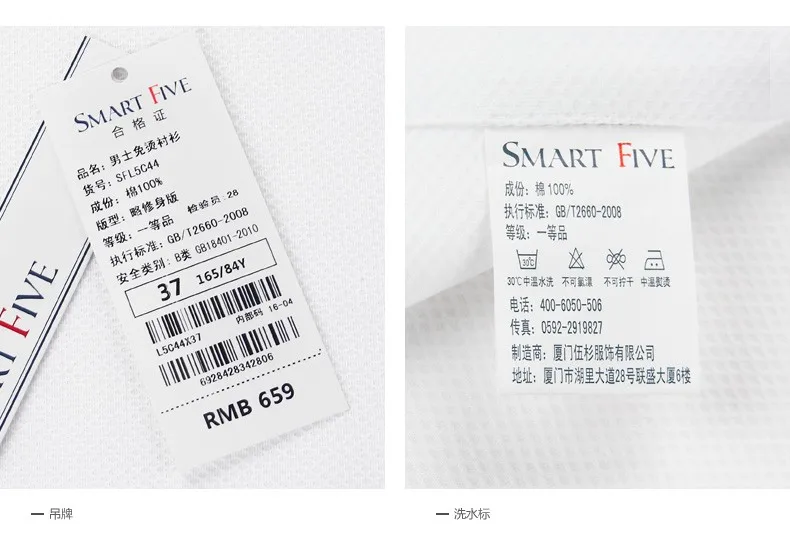 SMART FIVE
合格证
品名: 男士免烫衬衫
货号: SFL5C44
成份: 棉100%
版型: 略修身版
等级: 一等品 检验员.28
执行标准: GB/T2660-2008
安全类别: B类 GB18401-2010
37 165/84Y
内部码 16-04
L5C44X37
6928428342806
RMB 659
FIVE
SMART FIVE
成份: 棉100%
执行标准: GB/T2660-2008
等级: 一等品
30℃
30℃中温水洗 不可氯漂 不可拧干 中温熨烫
电话: 400-6050-506
传真: 0592-2919827
制造商: 厦门伍杉服饰有限公司
地址: 厦门市湖里大道28号联盛大厦6楼
吊牌
洗水标